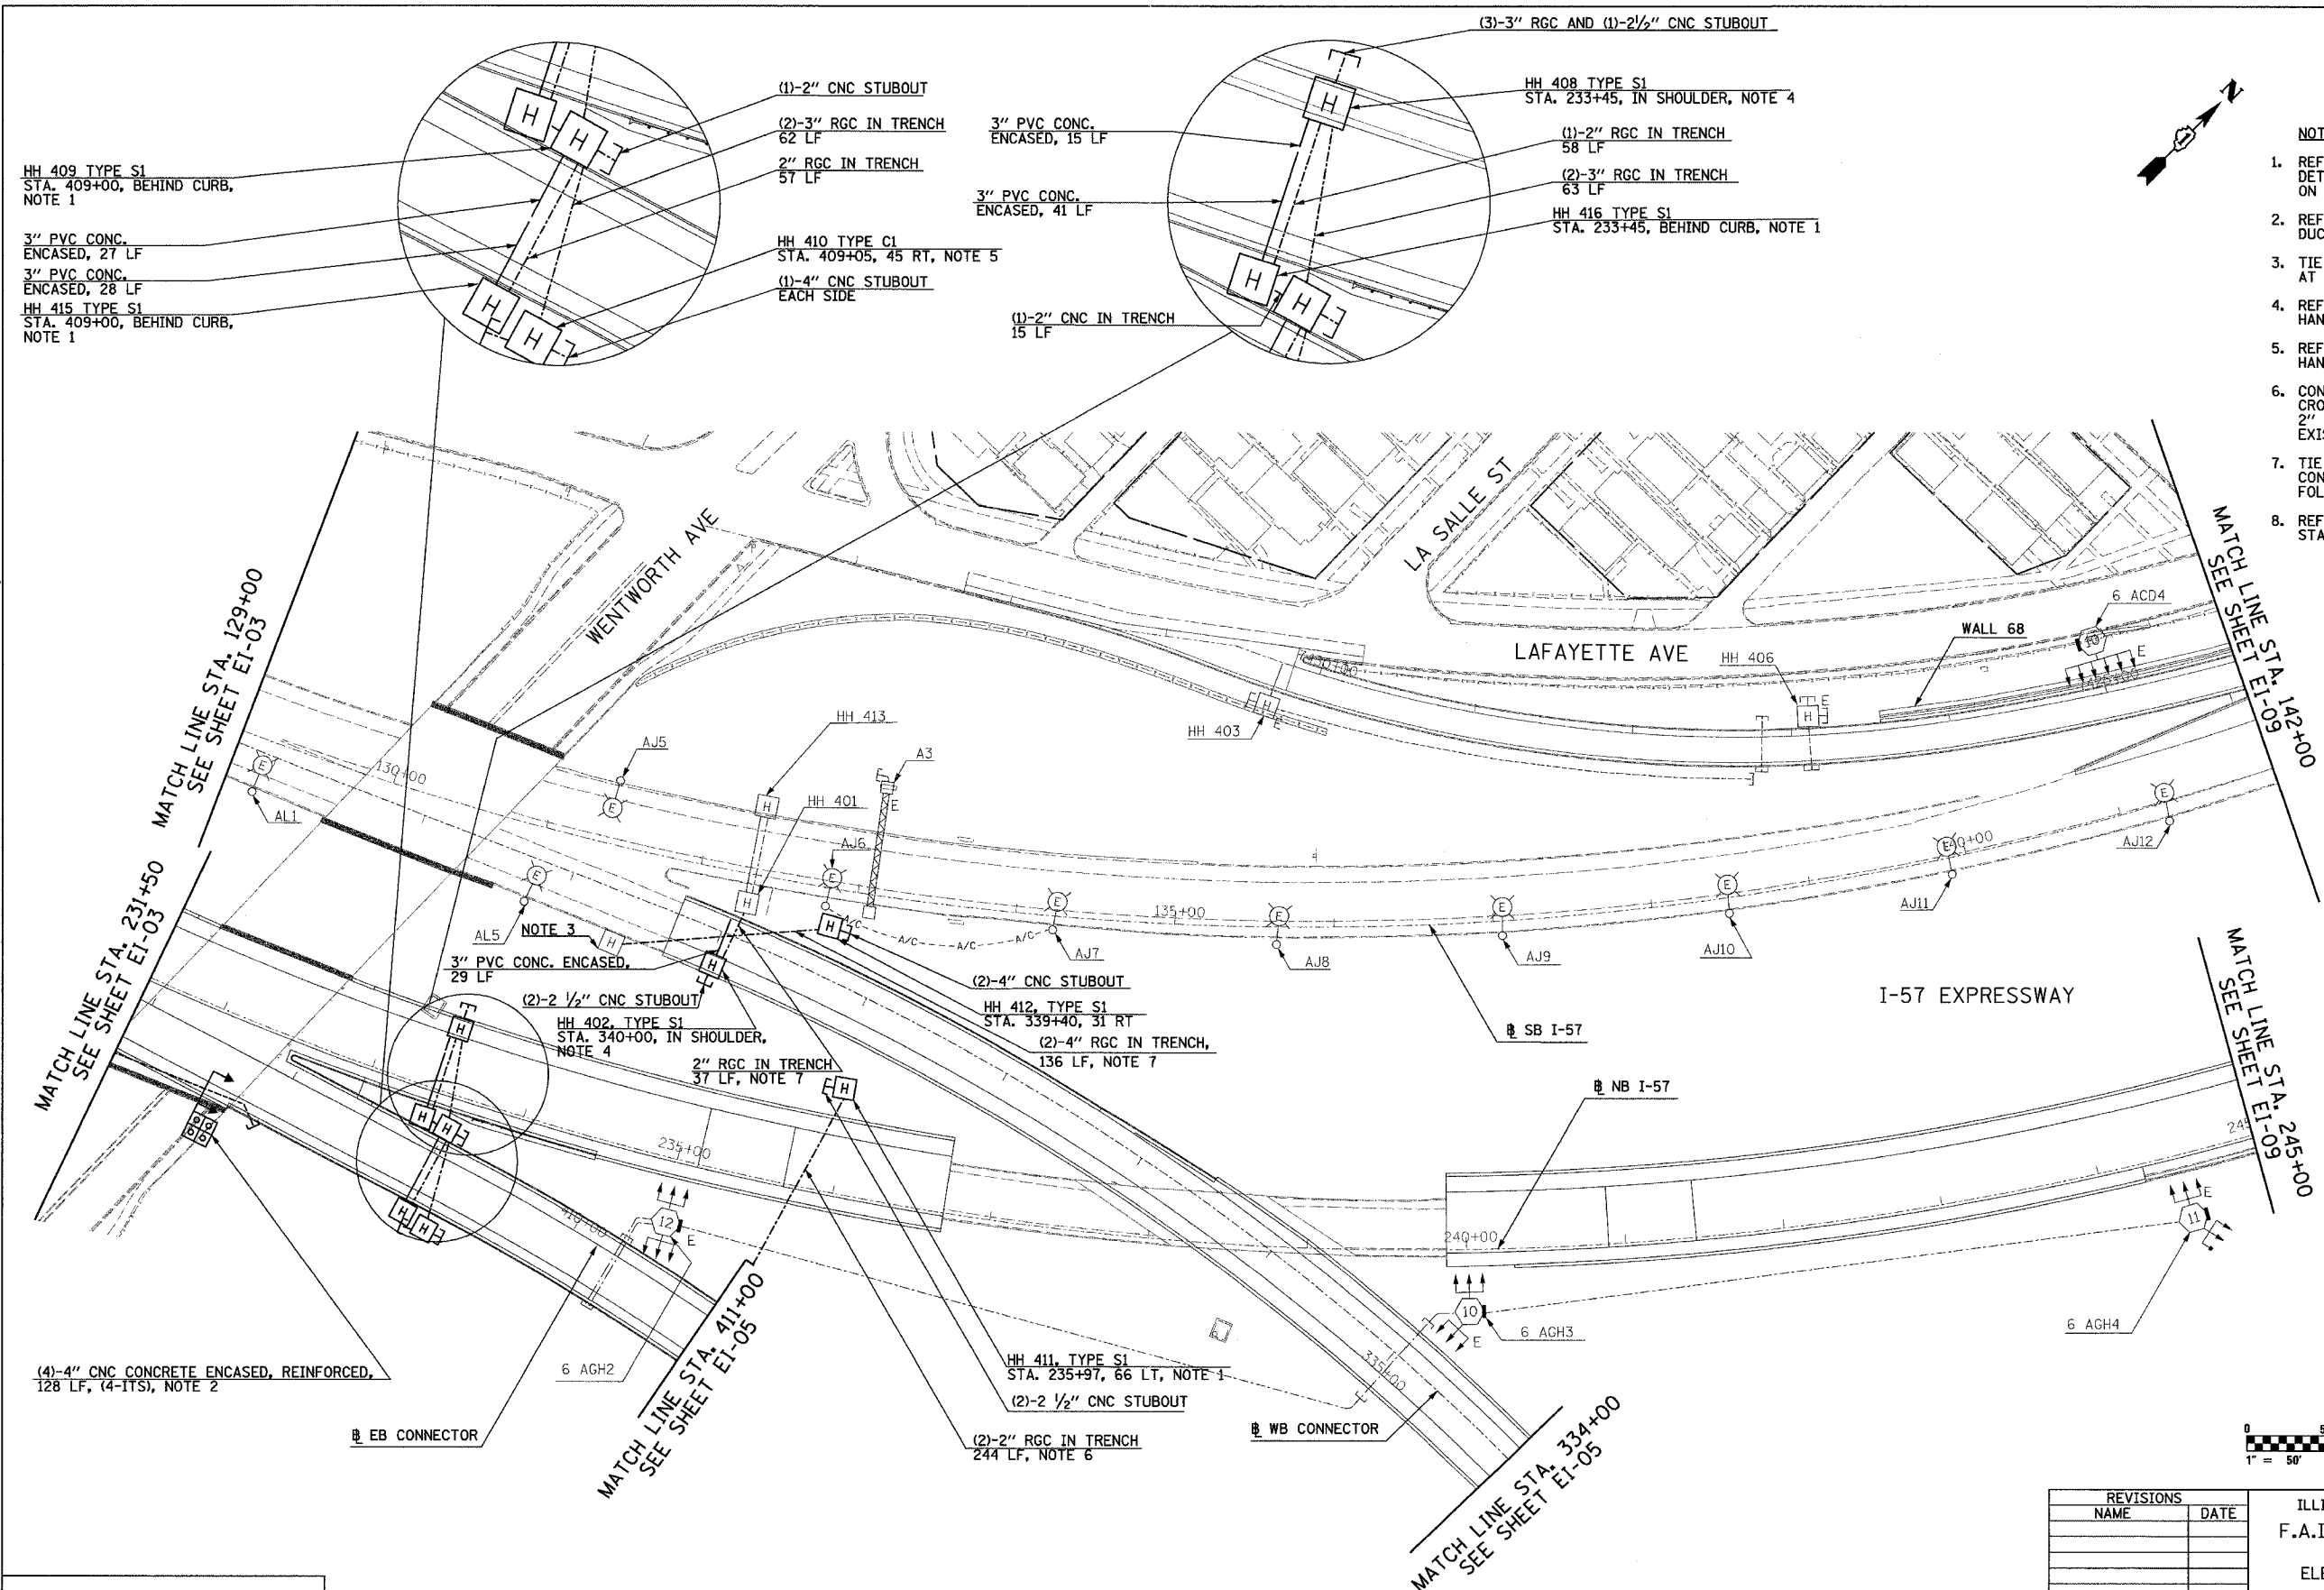 (3)-3" RGC AND (1)-2½" CNC STUBOUT
(1)-2" CNC STUBOUT
(2)-3" RGC IN TRENCH
62 LF
2" RGC IN TRENCH
57 LF
HH 409 TYPE S1
STA. 409+00, BEHIND CURB,
NOTE 1
3" PVC CONC.
ENCASED, 27 LF
3" PVC CONC.
ENCASED, 28 LF
HH 415 TYPE S1
STA. 409+00, BEHIND CURB,
NOTE 1
HH 410 TYPE C1
STA. 409+05, 45 RT, NOTE 5
(1)-4" CNC STUBOUT
EACH SIDE
H
H
H
H
3" PVC CONC.
ENCASED, 15 LF
3" PVC CONC.
ENCASED, 41 LF
(1)-2" CNC IN TRENCH
15 LF
HH 408 TYPE S1
STA. 233+45, IN SHOULDER, NOTE 4
(1)-2" RGC IN TRENCH
58 LF
(2)-3" RGC IN TRENCH
63 LF
HH 416 TYPE S1
STA. 233+45, BEHIND CURB, NOTE 1
H
H
H
N
NOT
1. REF
DET
ON
2. REF
DUC
3. TIE
AT
4. REF
HAN
5. REF
HAN
6. CON
CRO
2"
EXIS
7. TIE
CON
FOL
8. REF
STA
MATCH LINE STA. 129+00
SEE SHEET EI-03
MATCH LINE STA. 231+50
SEE SHEET EI-03
WENTWORTH AVE
LA SALLE ST
LAFAYETTE AVE
WALL 68
6 ACD4
10
E
HH 406
H
E
HH 403
H
E
MATCH LINE STA. 142+00
SEE SHEET EI-09
MATCH LINE STA. 245+00
SEE SHEET EI-09
130+00
E
AL1
AJ5
E
HH 413
H
HH 401
H
A3
E
AJ6
E
E
AL5
NOTE 3
H
H
A/C
A/C
A/C
A/C
E
AJ7
135+00
E
AJ8
E
AJ9
E
AJ10
E
140+00
AJ11
E
AJ12
3" PVC CONC. ENCASED,
29 LF
(2)-2 ½" CNC STUBOUT
H
HH 402, TYPE S1
STA. 340+00, IN SHOULDER,
NOTE 4
2" RGC IN TRENCH
37 LF, NOTE 7
(2)-4" CNC STUBOUT
HH 412, TYPE S1
STA. 339+40, 31 RT
(2)-4" RGC IN TRENCH,
136 LF, NOTE 7
℄ SB I-57
I-57 EXPRESSWAY
℄ NB I-57
H
H
H
H
H
H
235+00
410+00
12
E
6 AGH2
240+00
10
E
6 AGH3
11
E
6 AGH4
335+00
(4)-4" CNC CONCRETE ENCASED, REINFORCED,
128 LF, (4-ITS), NOTE 2
℄ EB CONNECTOR
MATCH LINE STA. 411+00
SEE SHEET EI-05
HH 411, TYPE S1
STA. 235+97, 66 LT, NOTE 1
(2)-2 ½" CNC STUBOUT
(2)-2" RGC IN TRENCH
244 LF, NOTE 6
℄ WB CONNECTOR
MATCH LINE STA. 334+00
SEE SHEET EI-05
0
1" = 50'
REVISIONS
NAME DATE
ILLI
F.A.I
ELE